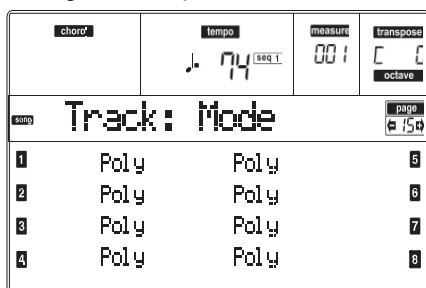 chord tempo measure transpose
♩. 74 seq 1 001 C
octave
song Track: Mode page
15
1 Poly Poly 5
2 Poly Poly 6
3 Poly Poly 7
4 Poly Poly 8